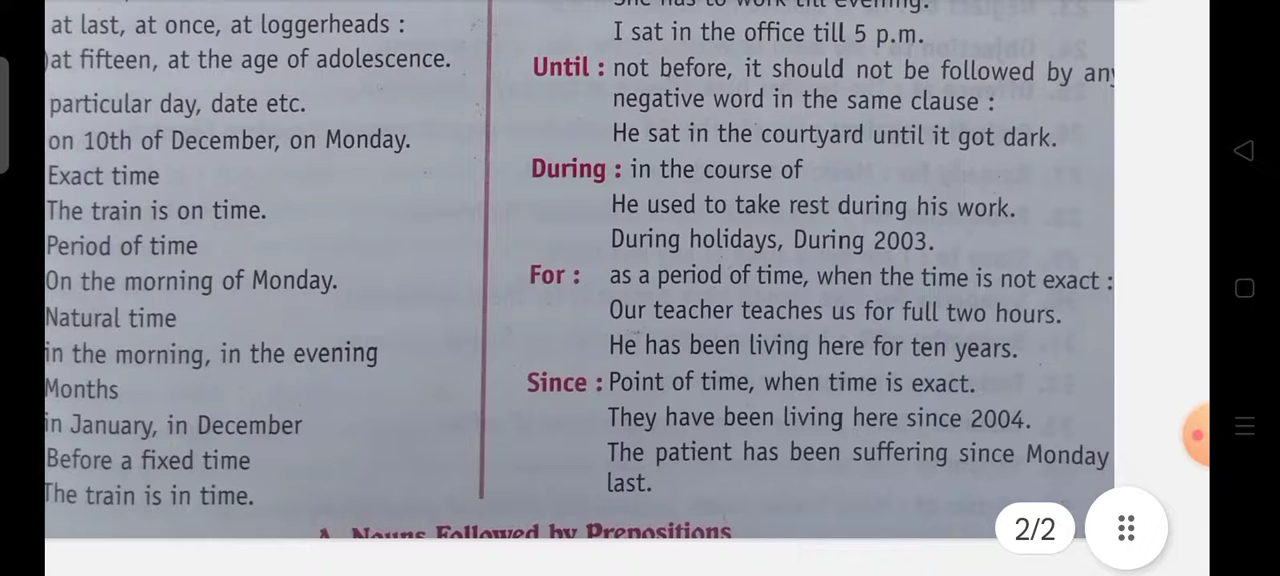 at last, at once, at loggerheads :
at fifteen, at the age of adolescence.
particular day, date etc.
on 10th of December, on Monday.
Exact time
The train is on time.
Period of time
On the morning of Monday.
Natural time
in the morning, in the evening
Months
in January, in December
Before a fixed time
The train is in time.
She has to work till evening.
I sat in the office till 5 p.m.
Until : not before, it should not be followed by any
negative word in the same clause :
He sat in the courtyard until it got dark.
During : in the course of
He used to take rest during his work.
During holidays, During 2003.
For : as a period of time, when the time is not exact :
Our teacher teaches us for full two hours.
He has been living here for ten years.
Since : Point of time, when time is exact.
They have been living here since 2004.
The patient has been suffering since Monday
last.
A. Nouns Followed by Prepositions
2/2